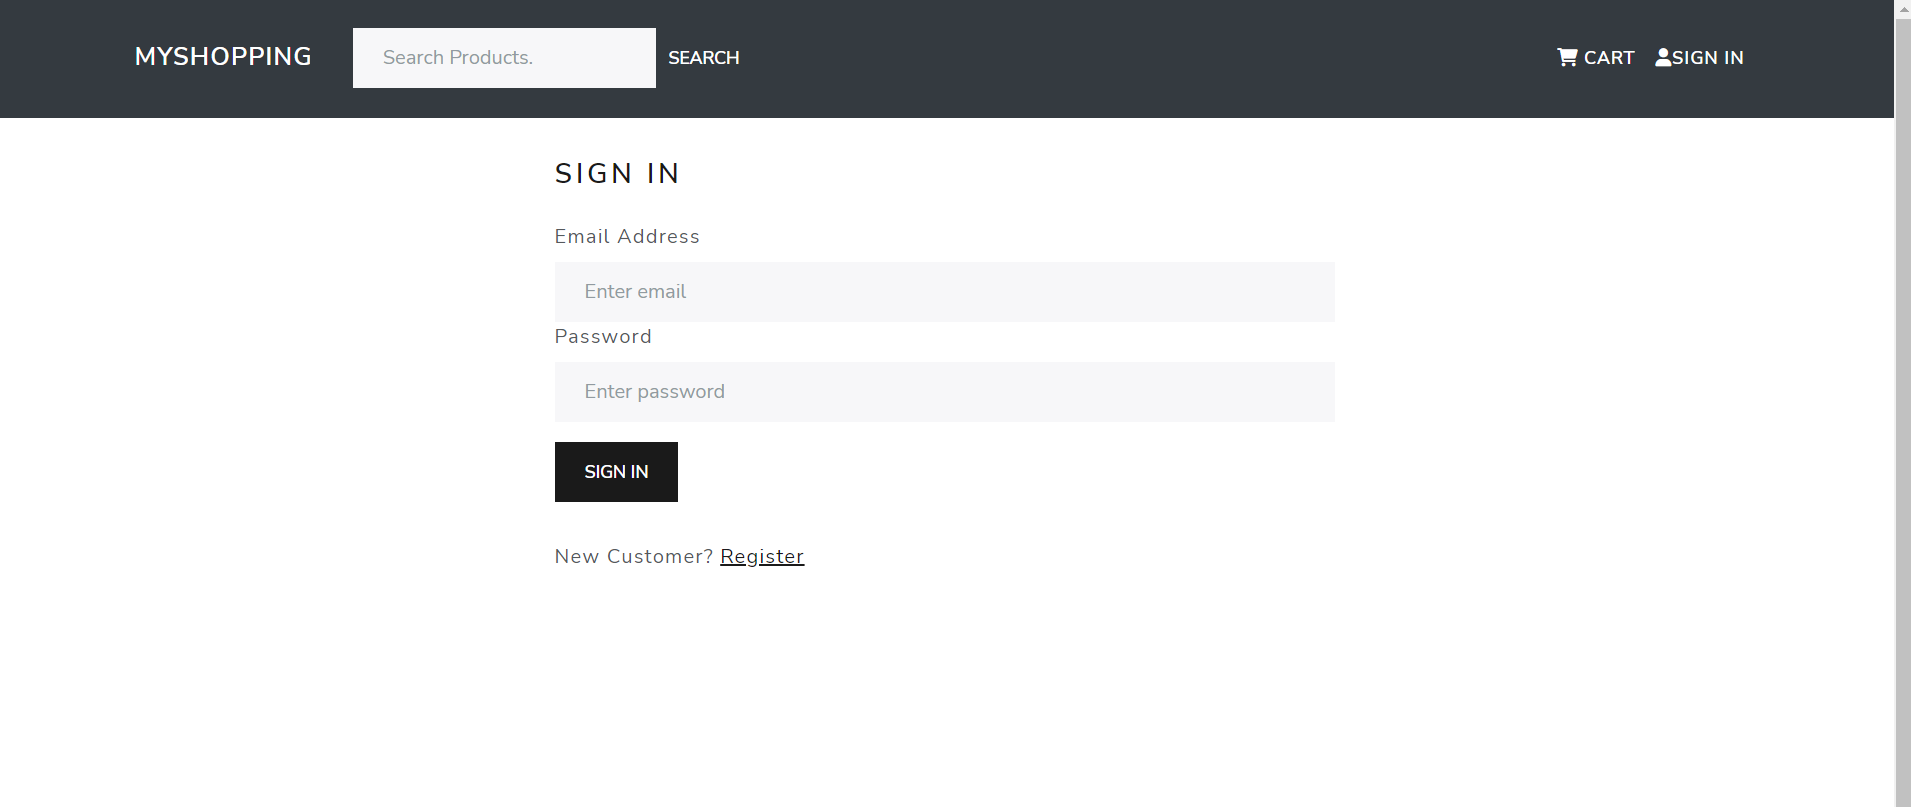 MYSHOPPING Search Products. SEARCH CART SIGN IN
SIGN IN
Email Address
Enter email
Password
Enter password
SIGN IN
New Customer? Register